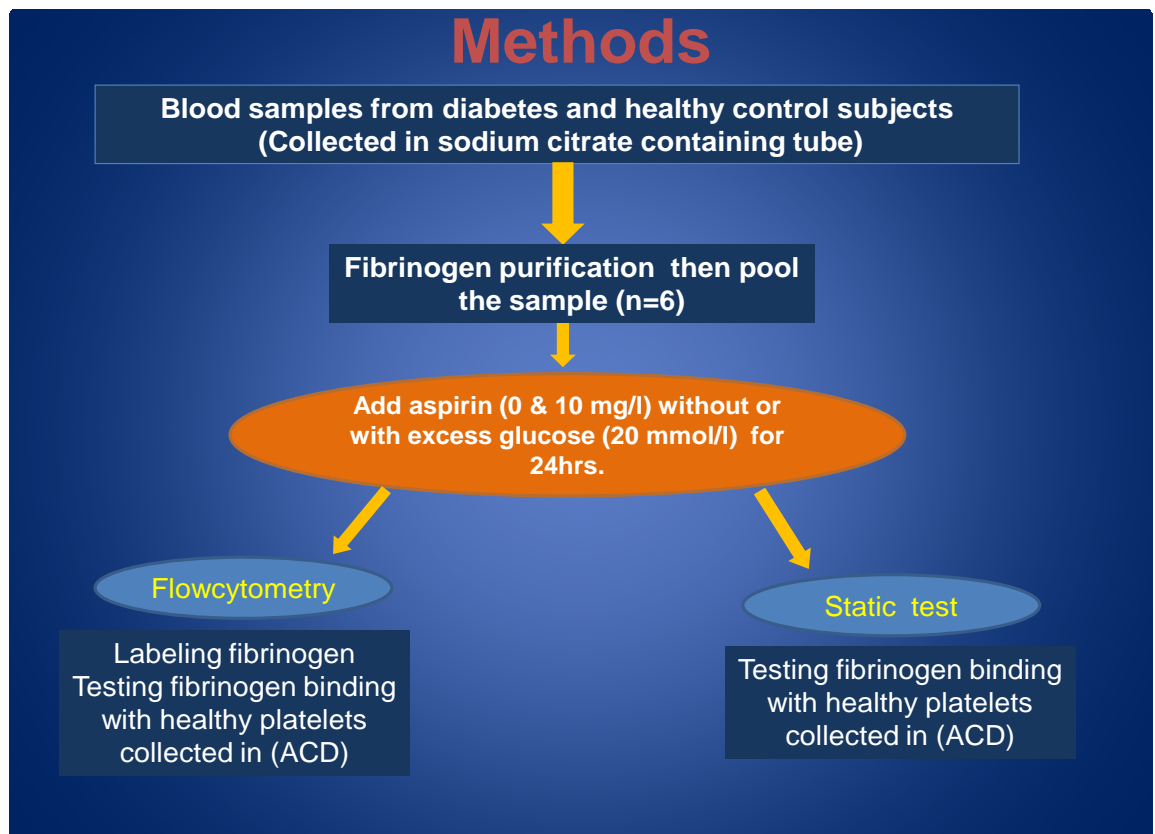 Methods
Blood samples from diabetes and healthy control subjects
(Collected in sodium citrate containing tube)
Fibrinogen purification then pool
the sample (n=6)
Add aspirin (0 & 10 mg/l) without or
with excess glucose (20 mmol/l) for
24hrs.
Flowcytometry
Static test
Labeling fibrinogen
Testing fibrinogen binding
with healthy platelets
collected in (ACD)
Testing fibrinogen binding
with healthy platelets
collected in (ACD)